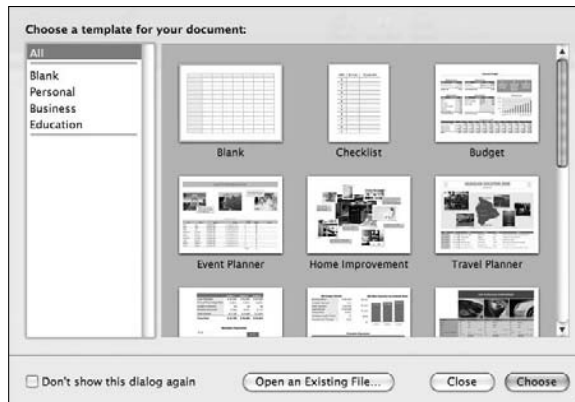 Choose a template for your document:
All
Blank
Personal
Business
Education
Blank
Checklist
Budget
Event Planner
Home Improvement
Travel Planner
Don't show this dialog again
Open an Existing File...
Close
Choose